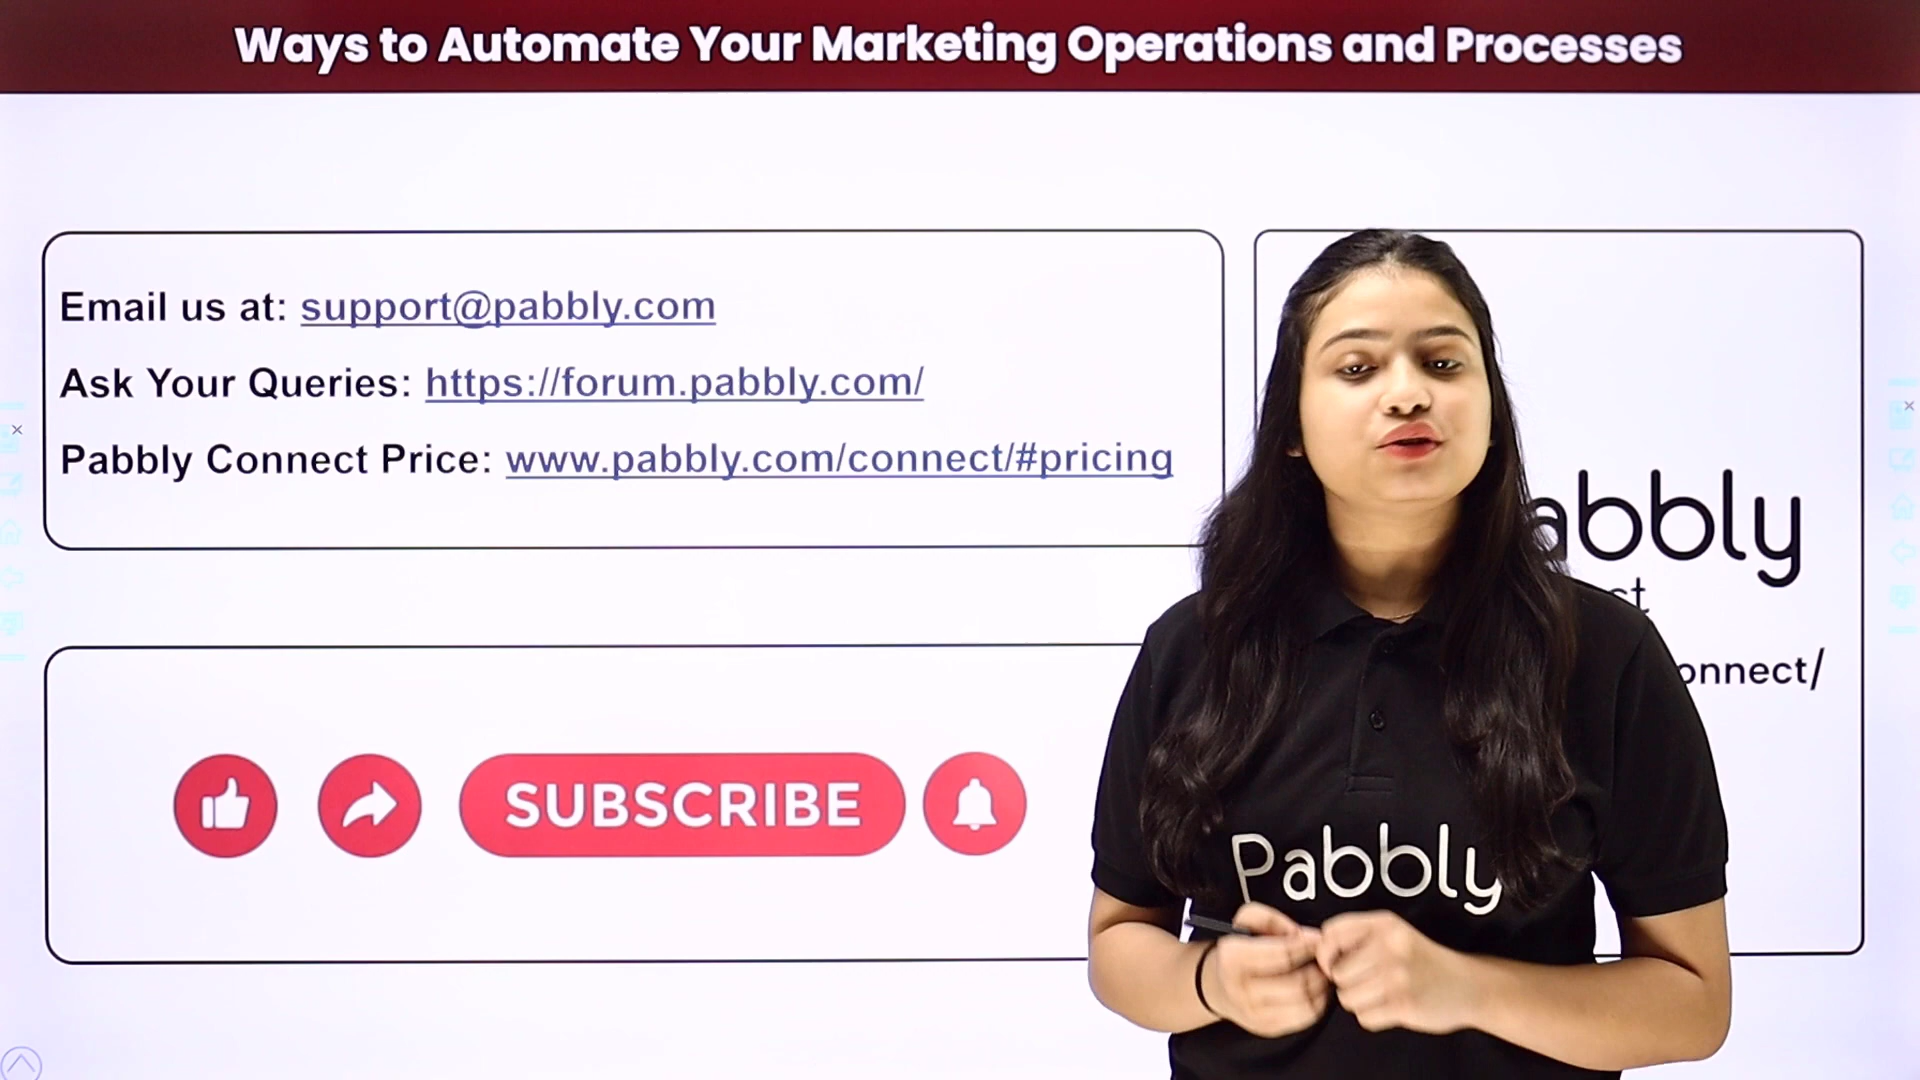 Ways to Automate Your Marketing Operations and Processes
Email us at: support@pabbly.com
Ask Your Queries: https://forum.pabbly.com/
Pabbly Connect Price: www.pabbly.com/connect/#pricing
abbly
ct
onnect/
SUBSCRIBE
Pabbly